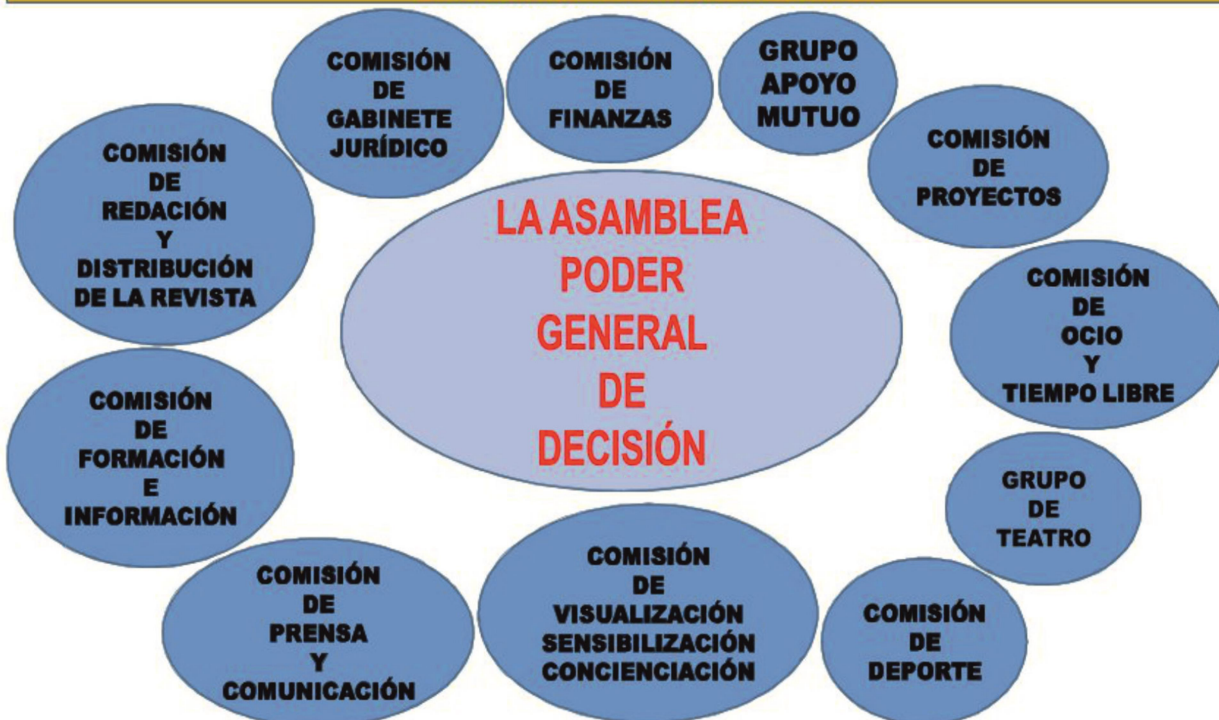 COMISIÓN
DE
GABINETE
JURÍDICO
COMISIÓN
DE
FINANZAS
GRUPO
APOYO
MUTUO
COMISIÓN
DE
PROYECTOS
COMISIÓN
DE
REDACIÓN
Y
DISTRIBUCIÓN
DE LA REVISTA
LA ASAMBLEA
PODER
GENERAL
DE
DECISIÓN
COMISIÓN
DE
OCIO
Y
TIEMPO LIBRE
COMISIÓN
DE
FORMACIÓN
E
INFORMACIÓN
GRUPO
DE
TEATRO
COMISIÓN
DE
PRENSA
Y
COMUNICACIÓN
COMISIÓN
DE
VISUALIZACIÓN
SENSIBILIZACIÓN
CONCIENCIACIÓN
COMISIÓN
DE
DEPORTE